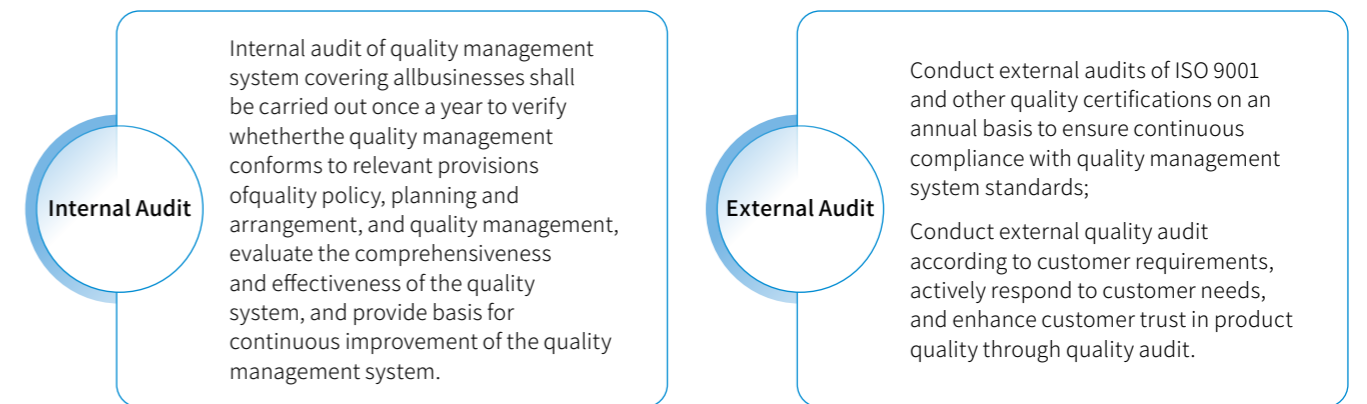 Internal Audit
Internal audit of quality management
system covering allbusinesses shall
be carried out once a year to verify
whetherthe quality management
conforms to relevant provisions
ofquality policy, planning and
arrangement, and quality management,
evaluate the comprehensiveness
and effectiveness of the quality
system, and provide basis for
continuous improvement of the quality
management system.
External Audit
Conduct external audits of ISO 9001
and other quality certifications on an
annual basis to ensure continuous
compliance with quality management
system standards;
Conduct external quality audit
according to customer requirements,
actively respond to customer needs,
and enhance customer trust in product
quality through quality audit.